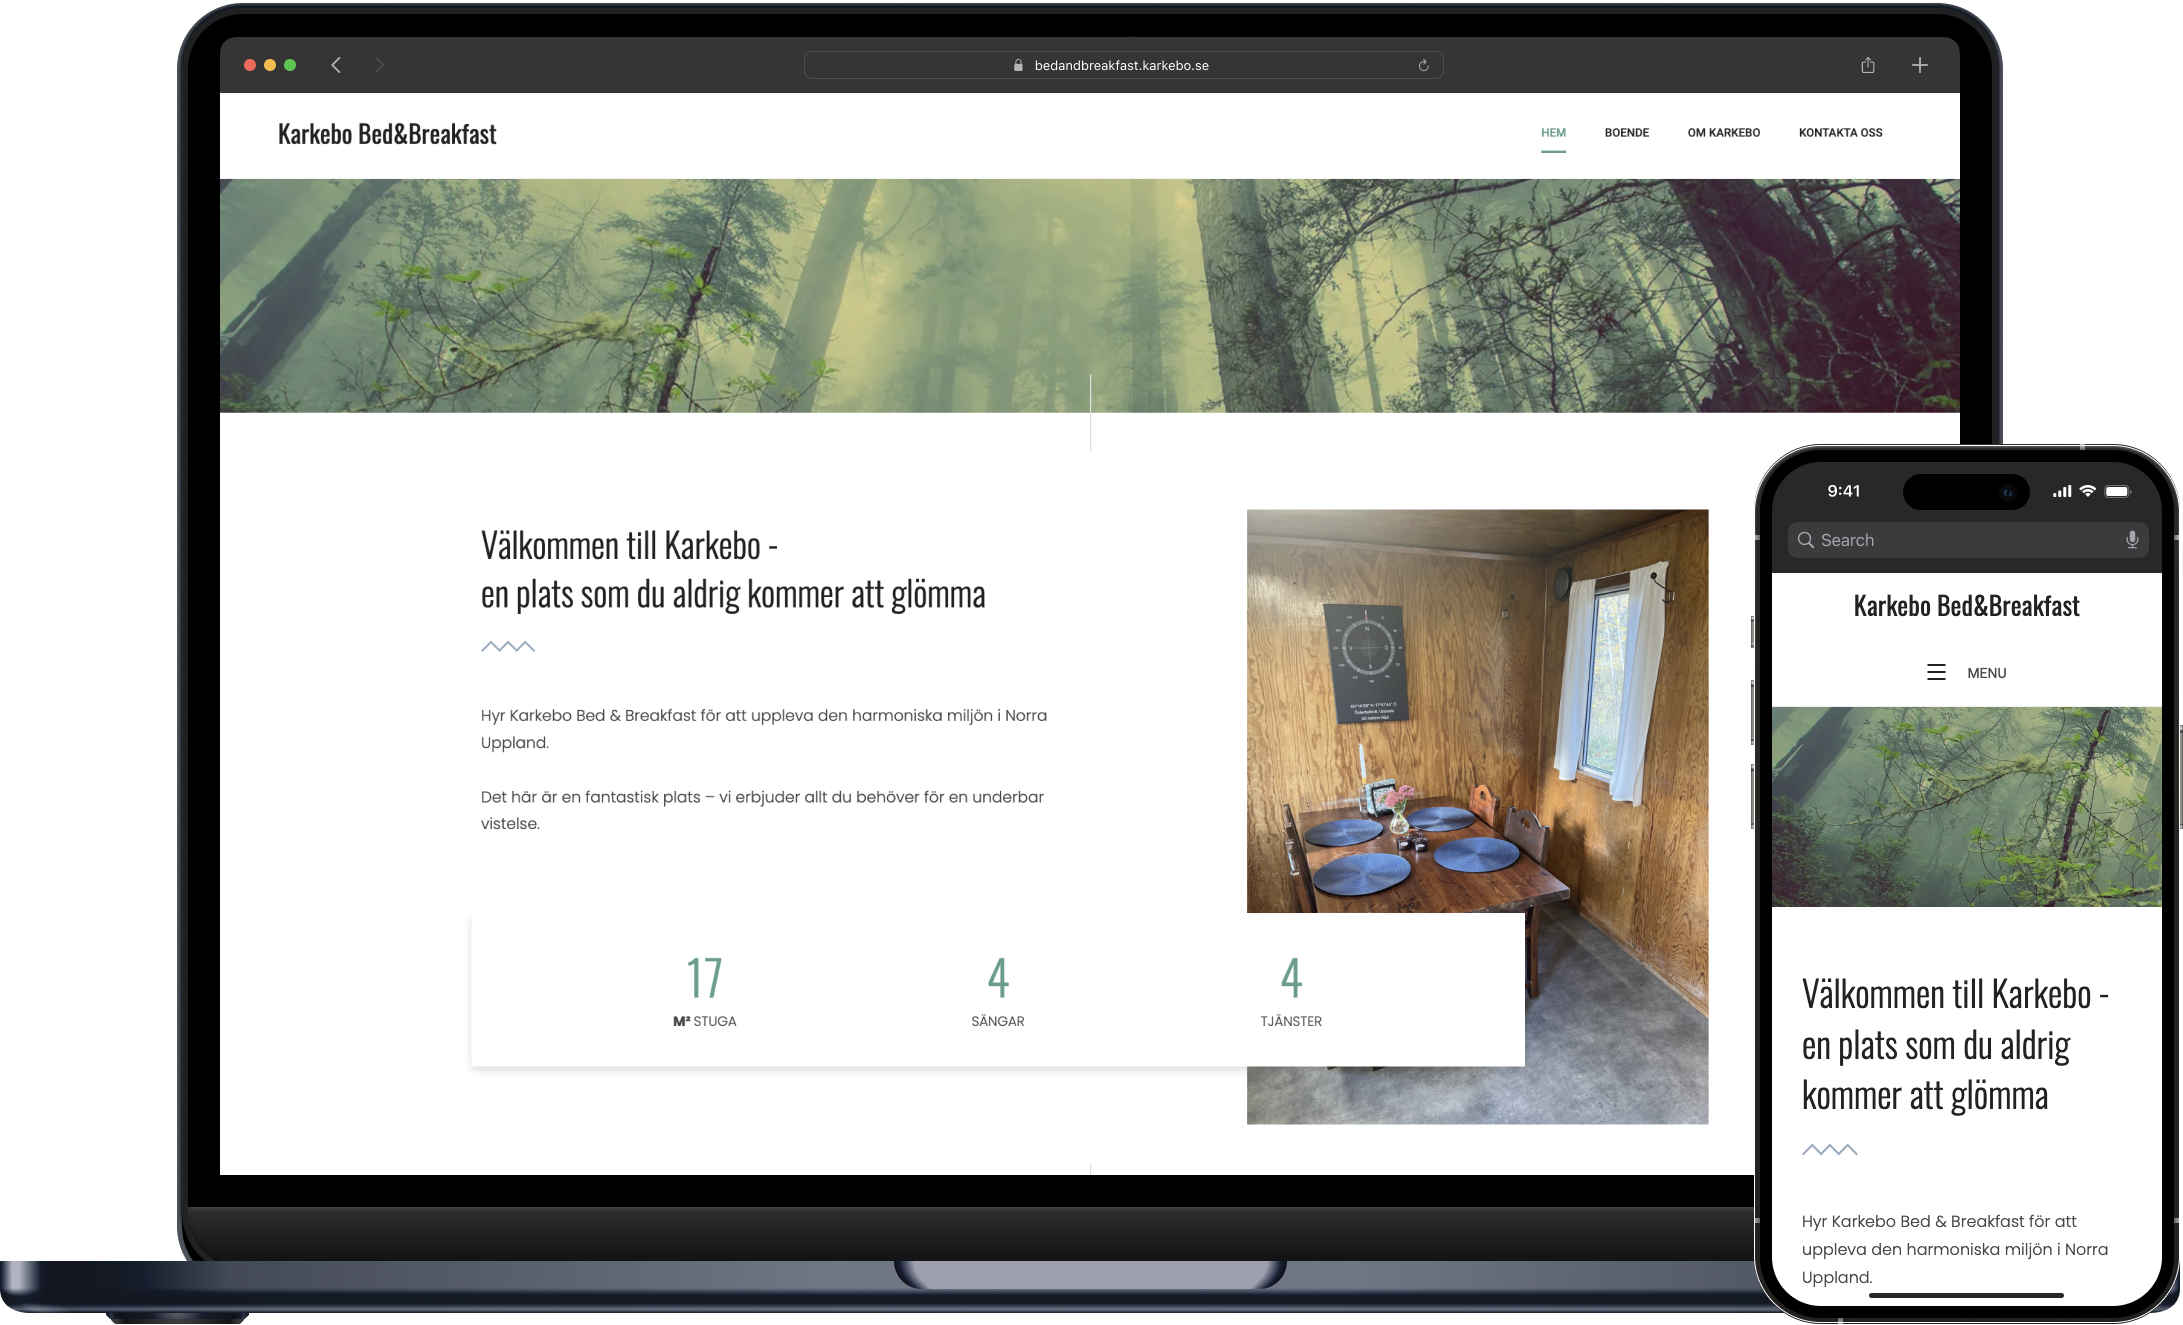 bedandbreakfast.karkebo.se
Karkebo Bed&Breakfast
HEM BOENDE OM KARKEBO KONTAKTA OSS
Välkommen till Karkebo -
en plats som du aldrig kommer att glömma
Hyr Karkebo Bed & Breakfast för att uppleva den harmoniska miljön i Norra
Uppland.
Det här är en fantastisk plats – vi erbjuder allt du behöver för en underbar
vistelse.
17
M² STUGA
4
SÄNGAR
4
TJÄNSTER
9:41
Search
Karkebo Bed&Breakfast
MENU
Välkommen till Karkebo -
en plats som du aldrig
kommer att glömma
Hyr Karkebo Bed & Breakfast för att
uppleva den harmoniska miljön i Norra
Uppland.